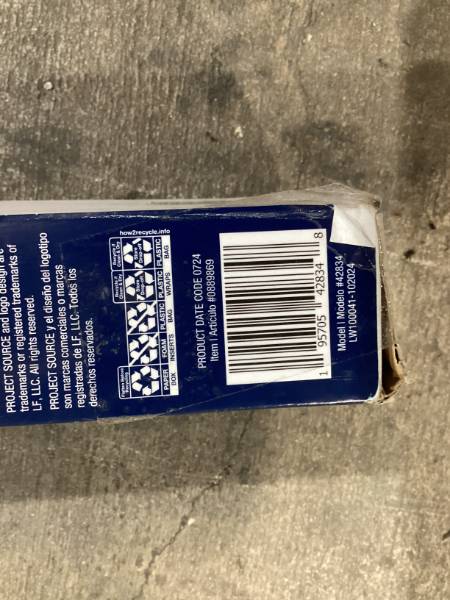 PROJECT SOURCE and logo design are
trademarks or registered trademarks of
LF, LLC. All rights reserved.
PROJECT SOURCE y el diseño del logotipo
son marcas comerciales o marcas
registradas de LF, LLC. Todos los
derechos reservados.
how2recycle.info
PAPER
BOX
FOAM
INSERTS
PLASTIC
BAG
PLASTIC
WRAPS
PLASTIC
BAG
PRODUCT DATE CODE 0724
Item | Artículo #0889869
1 95705 42834 8
Model | Modelo #42834
LW100041-102024